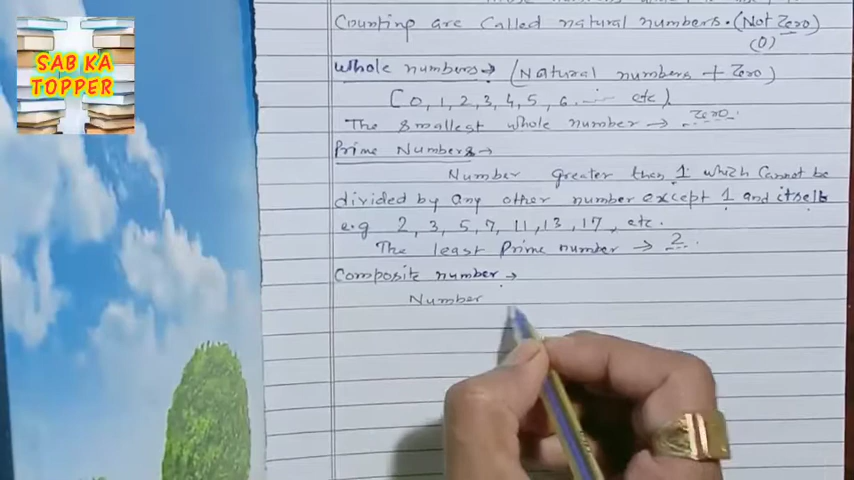 SAB KA
TOPPER
Counting are called natural numbers. (Not Zero)
(0)
Whole numbers → (Natural numbers + Zero)
(0, 1, 2, 3, 4, 5, 6 ...... etc)
The smallest whole number → zero.
Prime Numbers →
Number greater then 1 which cannot be
divided by any other number except 1 and itself
e.g 2, 3, 5, 7, 11, 13, 17, etc.
The least Prime number → 2.
Composite number →
Number